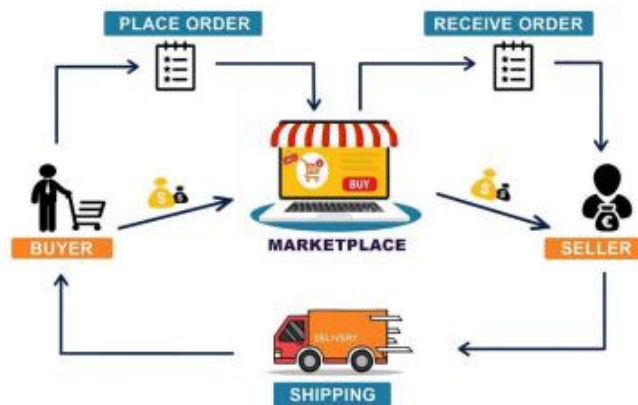 PLACE ORDER
RECEIVE ORDER
BUY
MARKETPLACE
BUYER
SELLER
DELIVERY
SHIPPING